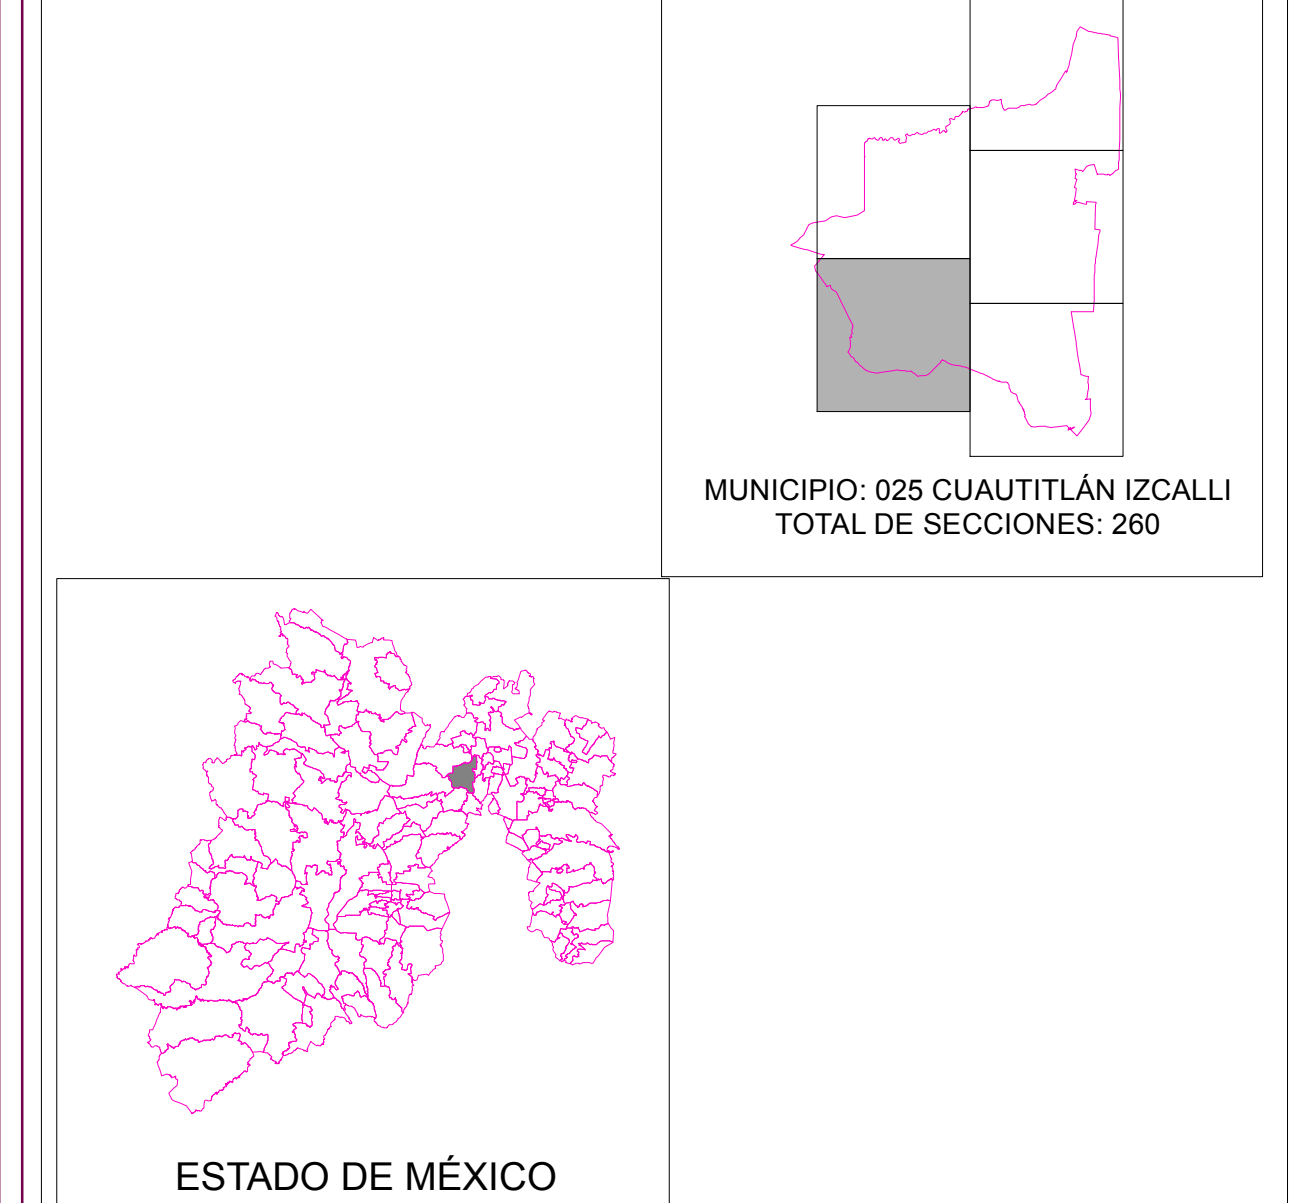 MUNICIPIO: 025 CUAUTITLÁN IZCALLI
TOTAL DE SECCIONES: 260
ESTADO DE MÉXICO